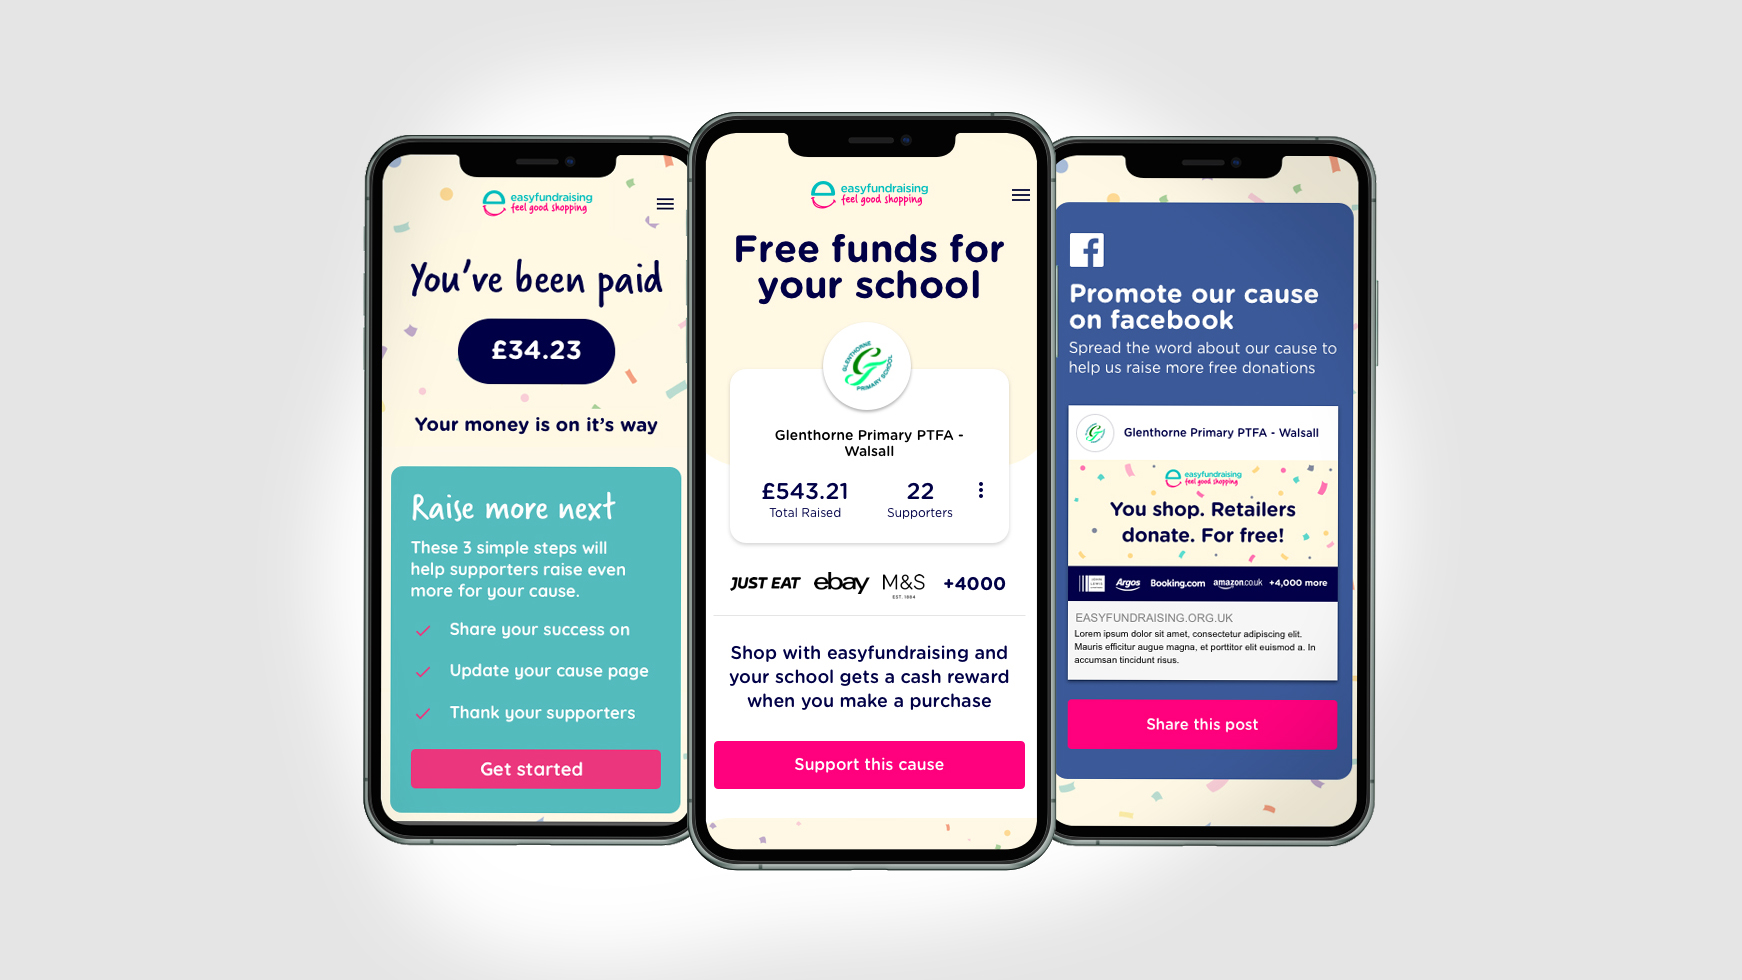 easyfundraising
feel good shopping
You've been paid
£34.23
Your money is on it's way
Raise more next
These 3 simple steps will
help supporters raise even
more for your cause.
Share your success on
Update your cause page
Thank your supporters
Get started
easyfundraising
feel good shopping
Free funds for
your school
GLENTHORNE
PRIMARY SCHOOL
Glenthorne Primary PTFA -
Walsall
£543.21 22
Total Raised Supporters
JUST EAT ebay M&S +4000
EST. 1884
Shop with easyfundraising and
your school gets a cash reward
when you make a purchase
Support this cause
Promote our cause
on facebook
Spread the word about our cause to
help us raise more free donations
Glenthorne Primary PTFA - Walsall
easyfundraising
feel good shopping
You shop. Retailers
donate. For free!
JOHN LEWIS Argos Booking.com amazon.co.uk +4,000 more
EASYFUNDRAISING.ORG.UK
Lorem ipsum dolor sit amet, consectetur adipiscing elit.
Mauris efficitur augue magna, et porttitor elit euismod a. In
accumsan tincidunt risus.
Share this post